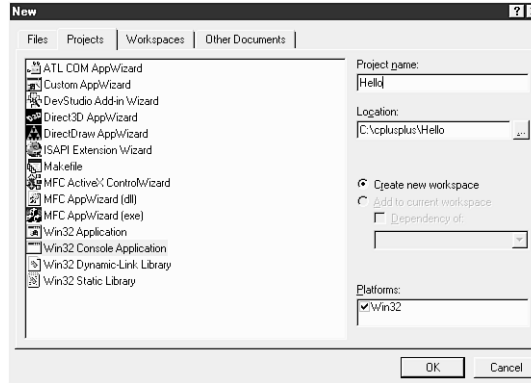 New
Files
Projects
Workspaces
Other Documents
ATL COM AppWizard
Custom AppWizard
DevStudio Add-in Wizard
Direct3D AppWizard
DirectDraw AppWizard
ISAPI Extension Wizard
Makefile
MFC ActiveX ControlWizard
MFC AppWizard (dll)
MFC AppWizard (exe)
Win32 Application
Win32 Console Application
Win32 Dynamic-Link Library
Win32 Static Library
Project name:
Hello
Location:
C:\cplusplus\Hello
...
Create new workspace
Add to current workspace
Dependency of:
Platforms:
Win32
OK
Cancel